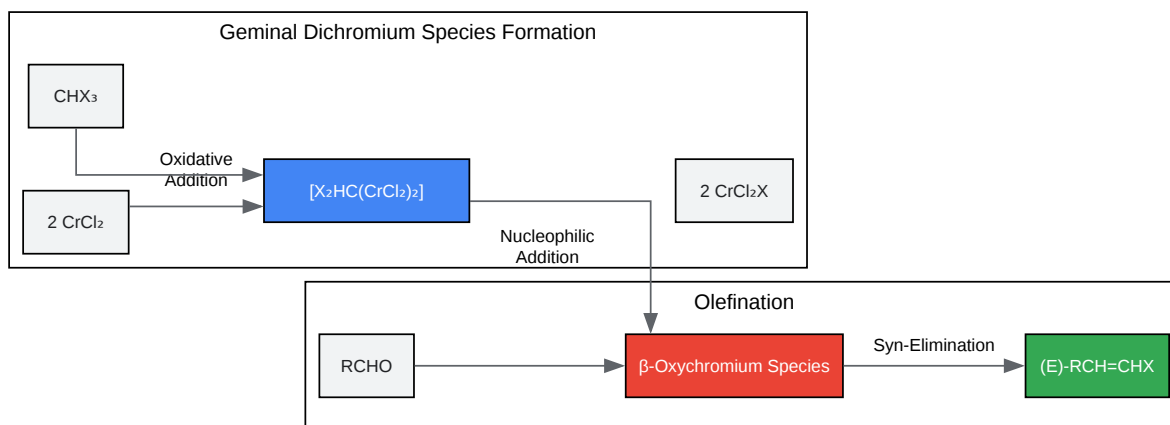 Geminal Dichromium Species Formation
CHX₃
Oxidative
Addition
[X₂HC(CrCl₂)₂]
2 CrCl₂X
2 CrCl₂
Nucleophilic
Addition
Olefination
RCHO
β-Oxychromium Species
Syn-Elimination
(E)-RCH=CHX